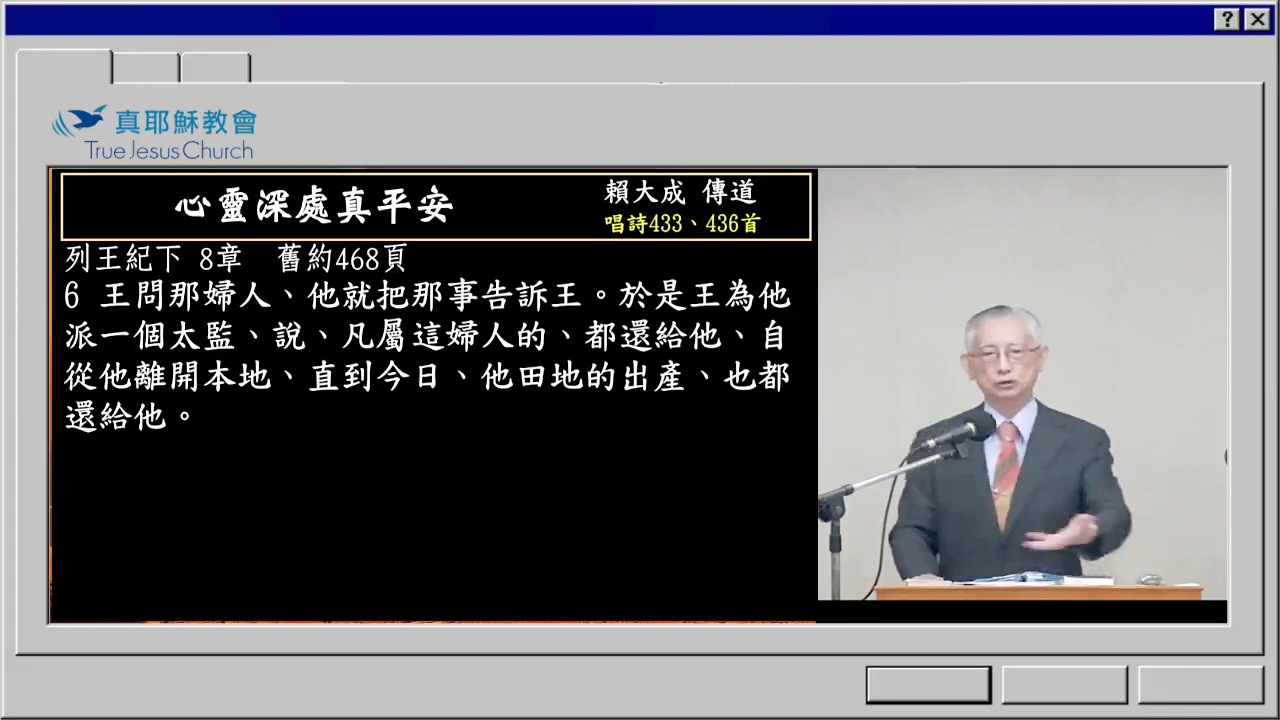 真耶穌教會
True Jesus Church
心靈深處真平安
賴大成 傳道
唱詩433、436首
列王紀下 8章 舊約468頁
6 王問那婦人、他就把那事告訴王。於是王為他
派一個太監、說、凡屬這婦人的、都還給他、自
從他離開本地、直到今日、他田地的出產、也都
還給他。